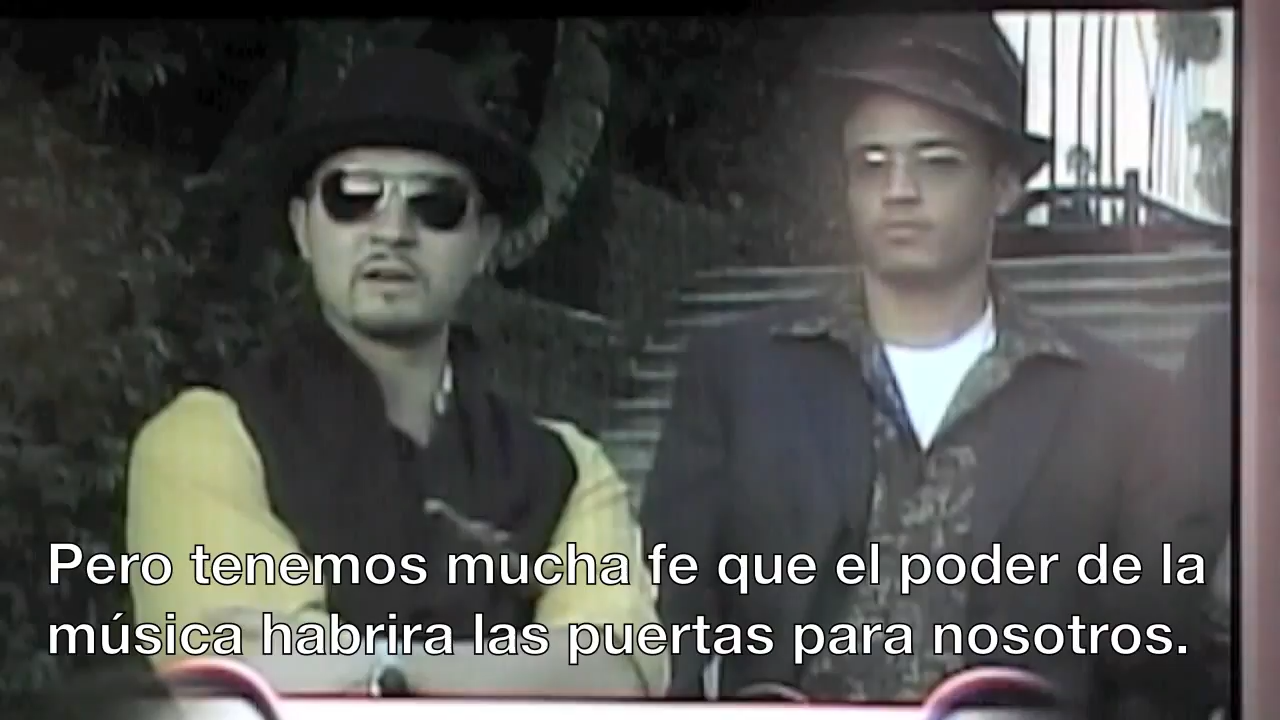 Pero tenemos mucha fe que el poder de la
música habrira las puertas para nosotros.